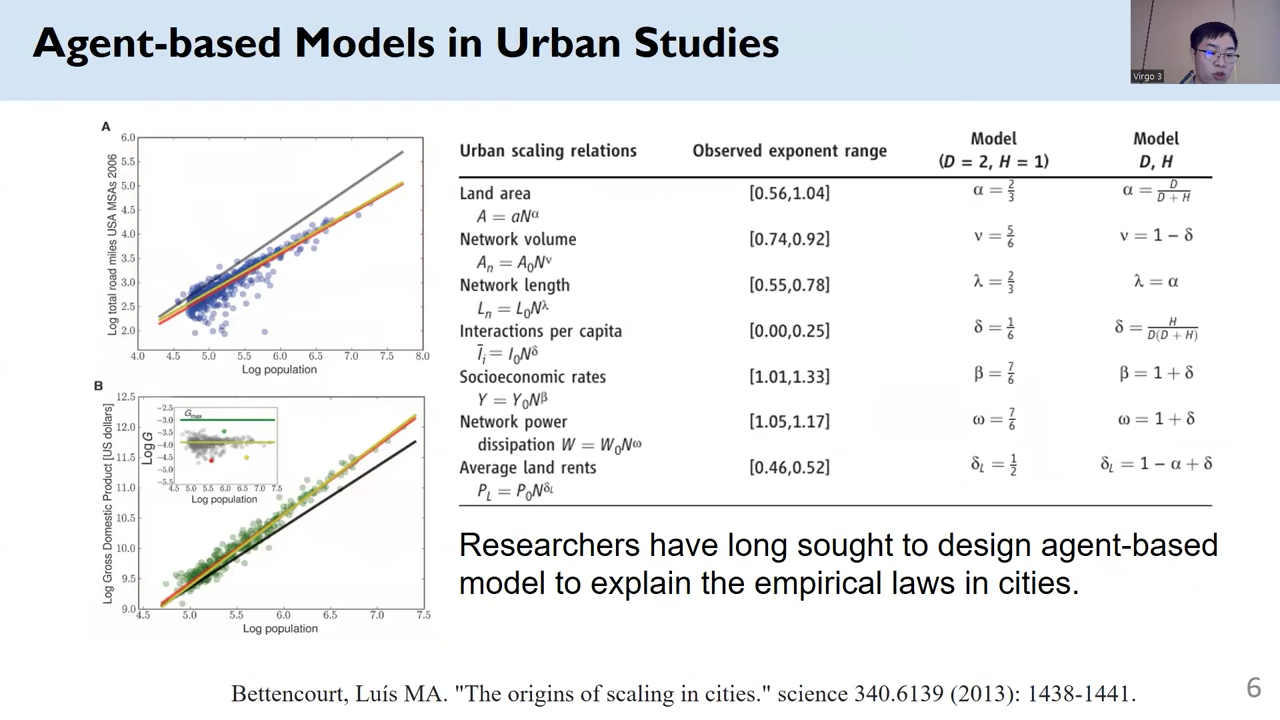 Agent-based Models in Urban Studies
Virgo 3
A
Log total road miles USA MSAs 2006
6.0
5.5
5.0
4.5
4.0
3.5
3.0
2.5
2.0
4.0 4.5 5.0 5.5 6.0 6.5 7.0 7.5 8.0
Log population
B
Log Gross Domestic Product [US dollars]
12.5
12.0
11.5
11.0
10.5
10.0
9.5
9.0
4.5 5.0 5.5 6.0 6.5 7.0 7.5
Log population
Log G
G_max
−2.5
−3.0
−3.5
−4.0
−4.5
−5.0
−5.5
4.5 5.0 5.5 6.0 6.5 7.0 7.5
Log population
Urban scaling relations Observed exponent range Model (D = 2, H = 1) Model D, H
Land area [0.56,1.04] α = 2/3 α = D/(D + H)
A = aN^α
Network volume [0.74,0.92] ν = 5/6 ν = 1 − δ
A_n = A_0N^ν
Network length [0.55,0.78] λ = 2/3 λ = α
L_n = L_0N^λ
Interactions per capita [0.00,0.25] δ = 1/6 δ = H/(D(D + H))
Ī_i = I_0N^δ
Socioeconomic rates [1.01,1.33] β = 7/6 β = 1 + δ
Y = Y_0N^β
Network power [1.05,1.17] ω = 7/6 ω = 1 + δ
dissipation W = W_0N^ω
Average land rents [0.46,0.52] δ_L = 1/2 δ_L = 1 − α + δ
P_L = P_0N^δ_L
Researchers have long sought to design agent-based
model to explain the empirical laws in cities.
Bettencourt, Luís MA. "The origins of scaling in cities." science 340.6139 (2013): 1438-1441.
6